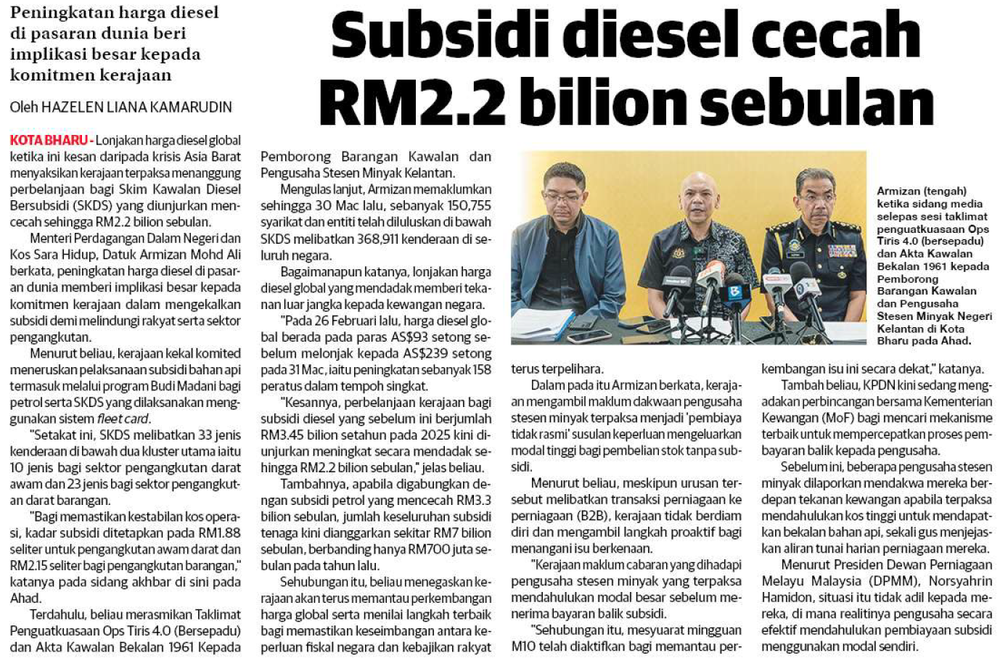 Peningkatan harga diesel
di pasaran dunia beri
implikasi besar kepada
komitmen kerajaan
Oleh HAZELEN LIANA KAMARUDIN
Subsidi diesel cecah
RM2.2 bilion sebulan
KOTA BHARU - Lonjakan harga diesel global
ketika ini kesan daripada krisis Asia Barat
menyaksikan kerajaan terpaksa menanggung
perbelanjaan bagi Skim Kawalan Diesel
Bersubsidi (SKDS) yang diunjurkan men-
cecah sehingga RM2.2 bilion sebulan.
Menteri Perdagangan Dalam Negeri dan
Kos Sara Hidup, Datuk Armizan Mohd Ali
berkata, peningkatan harga diesel di pasar-
an dunia memberi implikasi besar kepada
komitmen kerajaan dalam mengekalkan
subsidi demi melindungi rakyat serta sektor
pengangkutan.
Menurut beliau, kerajaan kekal komited
meneruskan pelaksanaan subsidi bahan api
termasuk melalui program Budi Madani bagi
petrol serta SKDS yang dilaksanakan meng-
gunakan sistem fleet card.
"Setakat ini, SKDS melibatkan 33 jenis
kenderaan di bawah dua kluster utama iaitu
10 jenis bagi sektor pengangkutan darat
awam dan 23 jenis bagi sektor pengangkut-
an darat barangan.
"Bagi memastikan kestabilan kos opera-
si, kadar subsidi ditetapkan pada RM1.88
seliter untuk pengangkutan awam darat dan
RM2.15 seliter bagi pengangkutan barangan,"
katanya pada sidang akhbar di sini pada
Ahad.
Terdahulu, beliau merasmikan Taklimat
Penguatkuasaan Ops Tiris 4.0 (Bersepadu)
dan Akta Kawalan Bekalan 1961 Kepada
Pemborong Barangan Kawalan dan
Pengusaha Stesen Minyak Kelantan.
Mengulas lanjut, Armizan memaklumkan
sehingga 30 Mac lalu, sebanyak 150,755
syarikat dan entiti telah diluluskan di bawah
SKDS melibatkan 368,911 kenderaan di se-
luruh negara.
Bagaimanapun katanya, lonjakan harga
diesel global yang mendadak memberi teka-
nan luar jangka kepada kewangan negara.
"Pada 26 Februari lalu, harga diesel glo-
bal berada pada paras AS$93 setong se-
belum melonjak kepada AS$239 setong
pada 31 Mac, iaitu peningkatan sebanyak 158
peratus dalam tempoh singkat.
"Kesannya, perbelanjaan kerajaan bagi
subsidi diesel yang sebelum ini berjumlah
RM3.45 bilion setahun pada 2025 kini di-
unjurkan meningkat secara mendadak se-
hingga RM2.2 bilion sebulan," jelas beliau.
Tambahnya, apabila digabungkan de-
ngan subsidi petrol yang mencecah RM3.3
bilion sebulan, jumlah keseluruhan subsidi
tenaga kini dianggarkan sekitar RM7 bilion
sebulan, berbanding hanya RM700 juta se-
bulan pada tahun lalu.
Sehubungan itu, beliau menegaskan ke-
rajaan akan terus memantau perkembangan
harga global serta menilai langkah terbaik
bagi memastikan keseimbangan antara ke-
perluan fiskal negara dan kebajikan rakyat
Armizan (tengah)
ketika sidang media
selepas sesi taklimat
penguatkuasaan Ops
Tiris 4.0 (bersepadu)
dan Akta Kawalan
Bekalan 1961 kepada
Pemborong
Barangan Kawalan
dan Pengusaha
Stesen Minyak Negeri
Kelantan di Kota
Bharu pada Ahad.
terus terpelihara.
Dalam pada itu Armizan berkata, keraja-
an mengambil maklum dakwaan pengusaha
stesen minyak terpaksa menjadi 'pembiaya
tidak rasmi' susulan keperluan mengeluarkan
modal tinggi bagi pembelian stok tanpa sub-
sidi.
Menurut beliau, meskipun urusan ter-
sebut melibatkan transaksi perniagaan ke
perniagaan (B2B), kerajaan tidak berdiam
diri dan mengambil langkah proaktif bagi
menangani isu berkenaan.
"Kerajaan maklum cabaran yang dihadapi
pengusaha stesen minyak yang terpaksa
mendahulukan modal besar sebelum me-
nerima bayaran balik subsidi.
"Sehubungan itu, mesyuarat mingguan
M10 telah diaktifkan bagi memantau per-
kembangan isu ini secara dekat," katanya.
Tambah beliau, KPDN kini sedang meng-
adakan perbincangan bersama Kementerian
Kewangan (MoF) bagi mencari mekanisme
terbaik untuk mempercepatkan proses pem-
bayaran balik kepada pengusaha.
Sebelum ini, beberapa pengusaha stesen
minyak dilaporkan mendakwa mereka ber-
depan tekanan kewangan apabila terpaksa
mendahulukan kos tinggi untuk mendapat-
kan bekalan bahan api, sekali gus menjejas-
kan aliran tunai harian perniagaan mereka.
Menurut Presiden Dewan Perniagaan
Melayu Malaysia (DPMM), Norsyahrin
Hamidon, situasi itu tidak adil kepada me-
reka, di mana realitinya pengusaha secara
efektif mendahulukan pembiayaan subsidi
menggunakan modal sendiri.